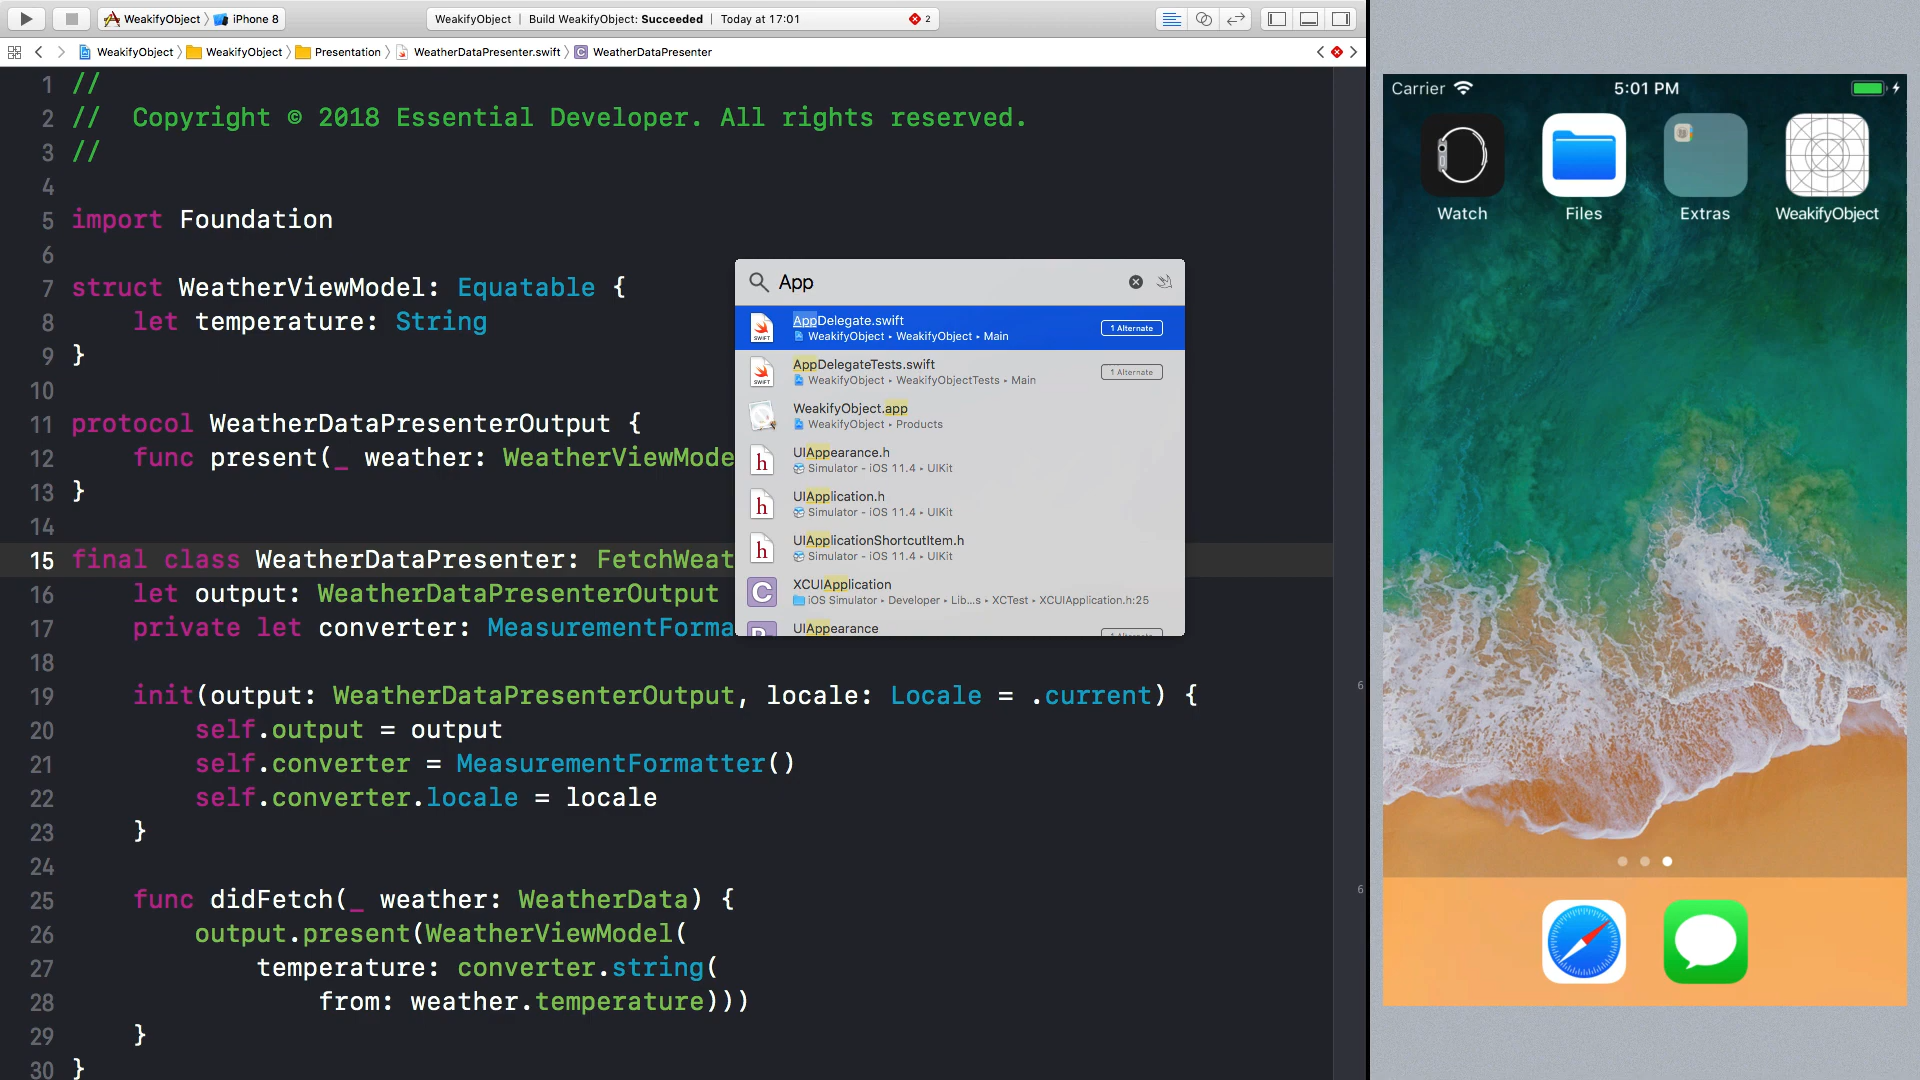 WeakifyObject
iPhone 8
WeakifyObject | Build WeakifyObject: Succeeded | Today at 17:01
2
WeakifyObject
WeakifyObject
Presentation
WeatherDataPresenter.swift
C WeatherDataPresenter
1 //
2 //  Copyright © 2018 Essential Developer. All rights reserved.
3 //
4
5 import Foundation
6
7 struct WeatherViewModel: Equatable {
8     let temperature: String
9 }
10
11 protocol WeatherDataPresenterOutput {
12     func present(_ weather: WeatherViewMode
13 }
14
15 final class WeatherDataPresenter: FetchWeat
16     let output: WeatherDataPresenterOutput
17     private let converter: MeasurementForma
18
19     init(output: WeatherDataPresenterOutput, locale: Locale = .current) {
20         self.output = output
21         self.converter = MeasurementFormatter()
22         self.converter.locale = locale
23     }
24
25     func didFetch(_ weather: WeatherData) {
26         output.present(WeatherViewModel(
27             temperature: converter.string(
28                 from: weather.temperature)))
29     }
30 }
6
6
App
SWIFT
AppDelegate.swift
1 Alternate
WeakifyObject ▸ WeakifyObject ▸ Main
SWIFT
AppDelegateTests.swift
1 Alternate
WeakifyObject ▸ WeakifyObjectTests ▸ Main
WeakifyObject.app
WeakifyObject ▸ Products
h
UIAppearance.h
Simulator - iOS 11.4 ▸ UIKit
h
UIApplication.h
Simulator - iOS 11.4 ▸ UIKit
h
UIApplicationShortcutItem.h
Simulator - iOS 11.4 ▸ UIKit
C
XCUIApplication
iOS Simulator ▸ Developer ▸ Lib...s ▸ XCTest ▸ XCUIApplication.h:25
UIAppearance
Carrier
5:01 PM
Watch
Files
Extras
WeakifyObject